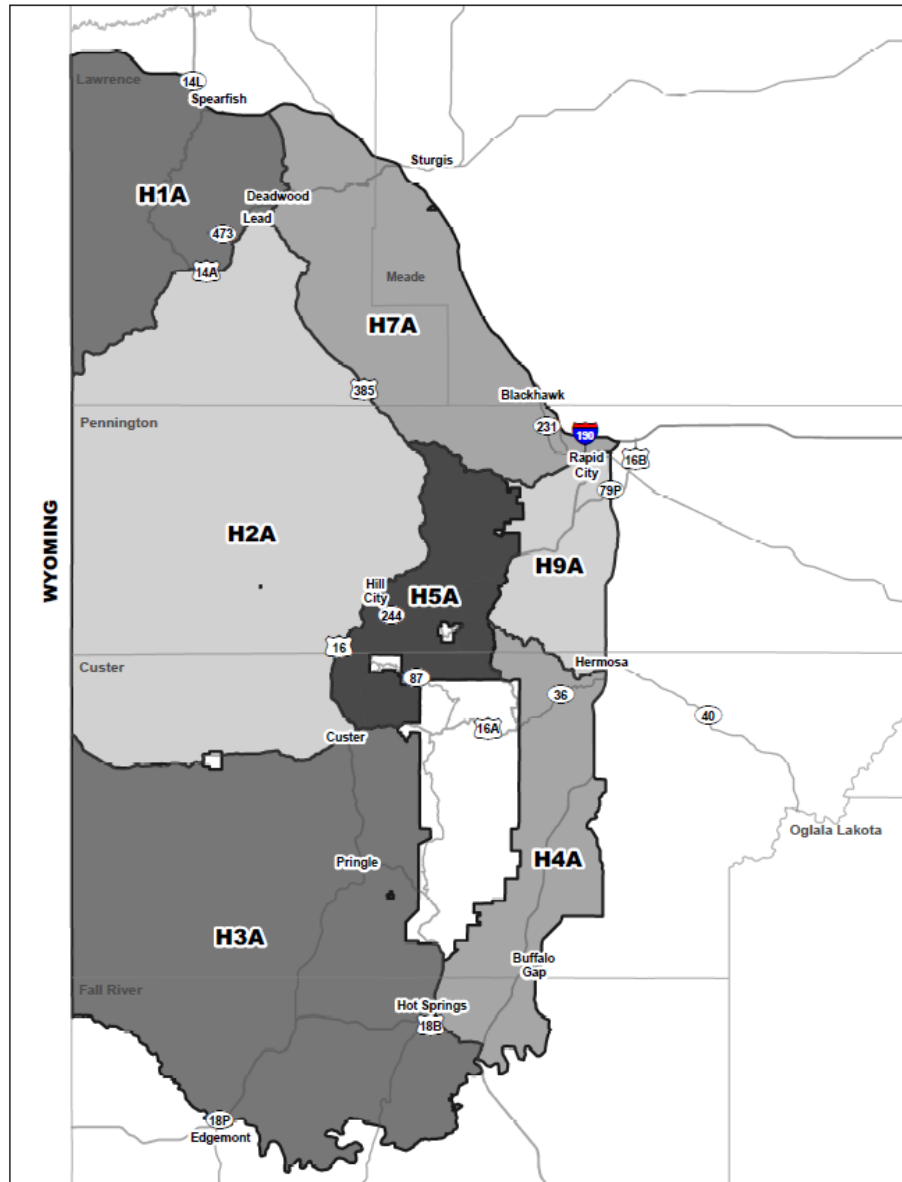 Lawrence
14L
Spearfish
Sturgis
H1A
Deadwood
Lead
473
14A
Meade
H7A
385
Blackhawk
Pennington
231
190
Rapid
City
16B
79P
WYOMING
H2A
H9A
Hill
City
H5A
244
16
Hermosa
Custer
87
36
40
16A
Custer
Oglala Lakota
Pringle
H4A
H3A
Buffalo
Gap
Fall River
Hot Springs
18B
18P
Edgemont